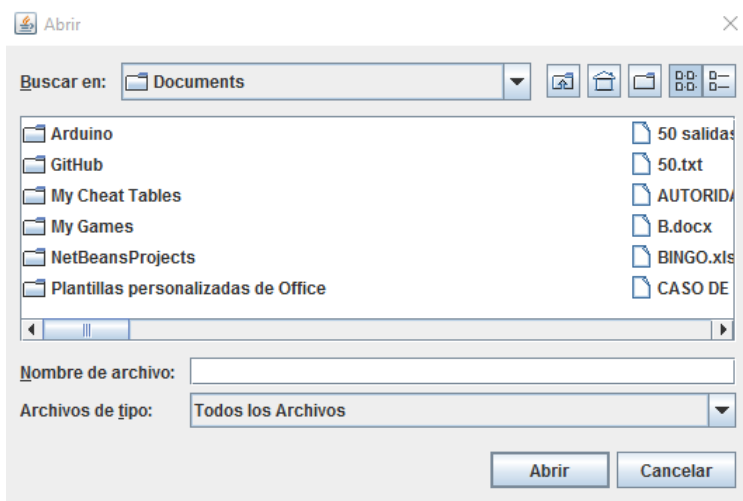 Abrir
Buscar en: Documents
Arduino
GitHub
My Cheat Tables
My Games
NetBeansProjects
Plantillas personalizadas de Office
50 salidas
50.txt
AUTORIDA
B.docx
BINGO.xls
CASO DE
Nombre de archivo:
Archivos de tipo: Todos los Archivos
Abrir Cancelar